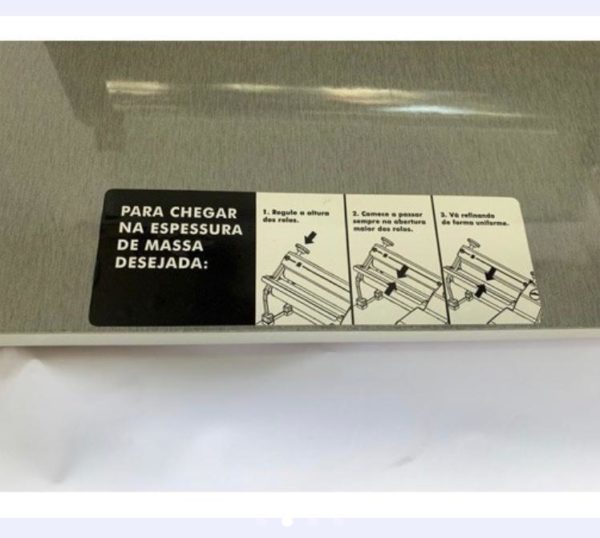 PARA CHEGAR
NA ESPESSURA
DE MASSA
DESEJADA:
1. Regule a altura
dos rolos.
2. Comece a passar
sempre na abertura
maior dos rolos.
3. Vá refinando
de forma uniforme.